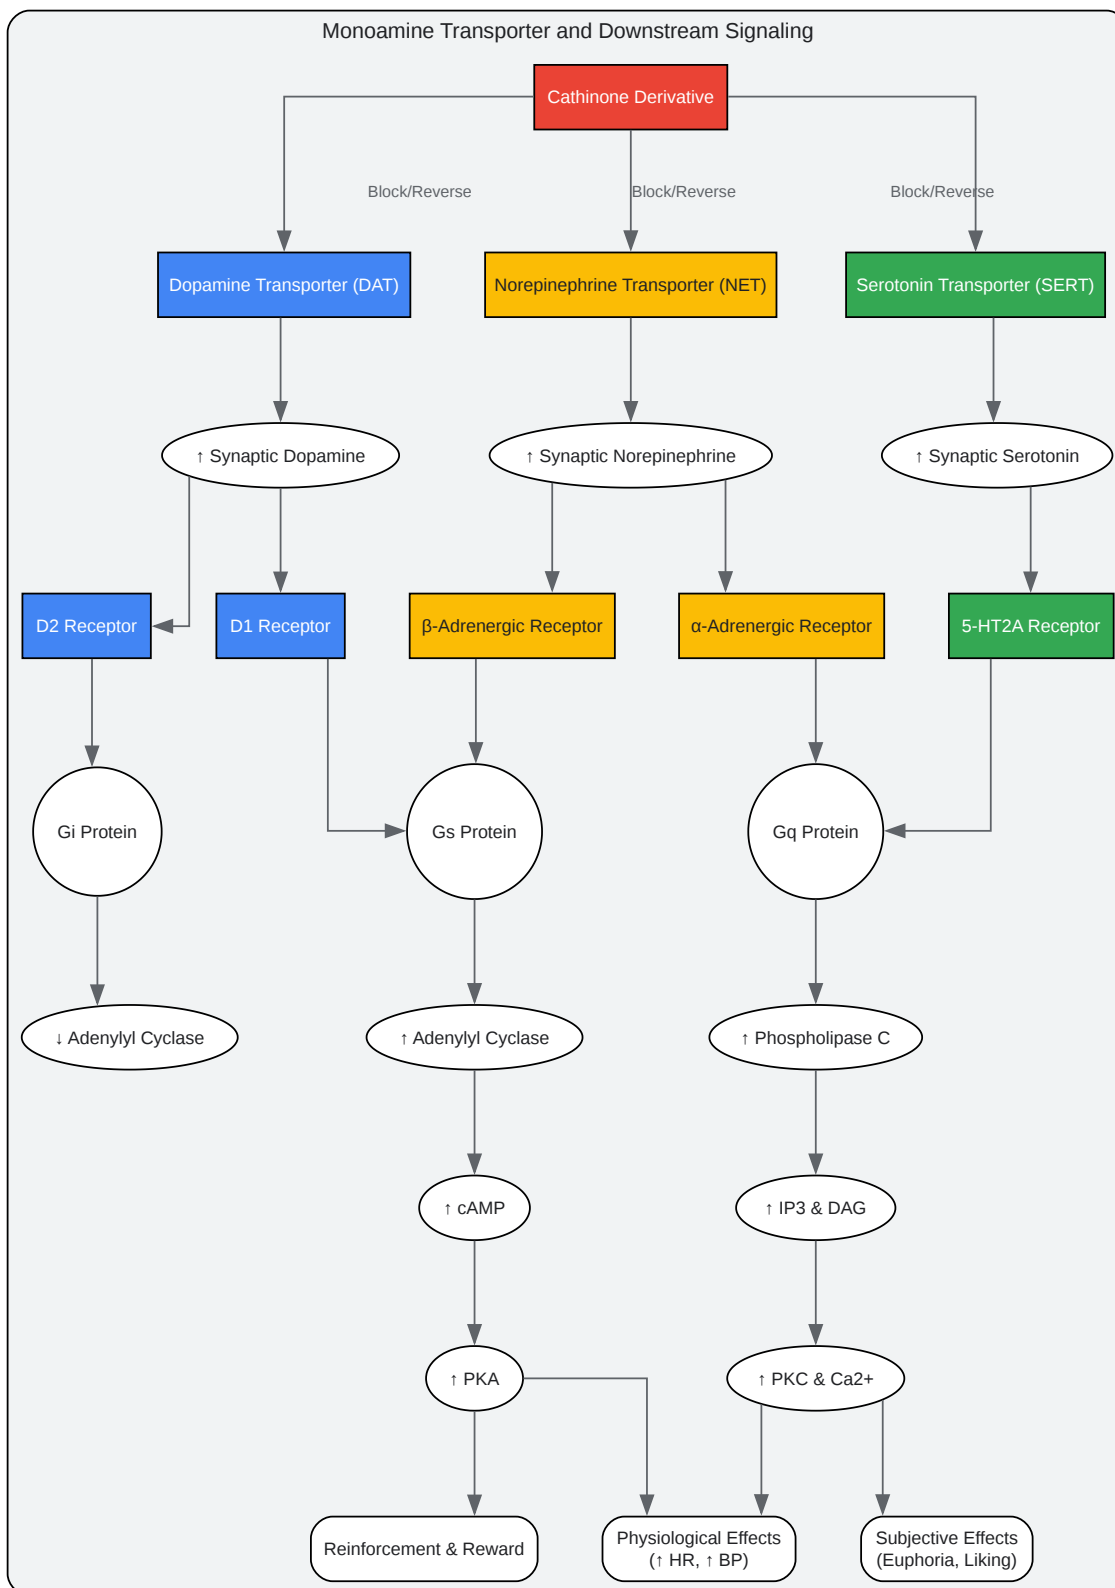 Monoamine Transporter and Downstream Signaling
Cathinone Derivative
Block/Reverse
Block/Reverse
Block/Reverse
Dopamine Transporter (DAT)
Norepinephrine Transporter (NET)
Serotonin Transporter (SERT)
↑ Synaptic Dopamine
↑ Synaptic Norepinephrine
↑ Synaptic Serotonin
D2 Receptor
D1 Receptor
β-Adrenergic Receptor
α-Adrenergic Receptor
5-HT2A Receptor
Gi Protein
Gs Protein
Gq Protein
↓ Adenylyl Cyclase
↑ Adenylyl Cyclase
↑ Phospholipase C
↑ cAMP
↑ IP3 & DAG
↑ PKA
↑ PKC & Ca2+
Reinforcement & Reward
Physiological Effects
(↑ HR, ↑ BP)
Subjective Effects
(Euphoria, Liking)